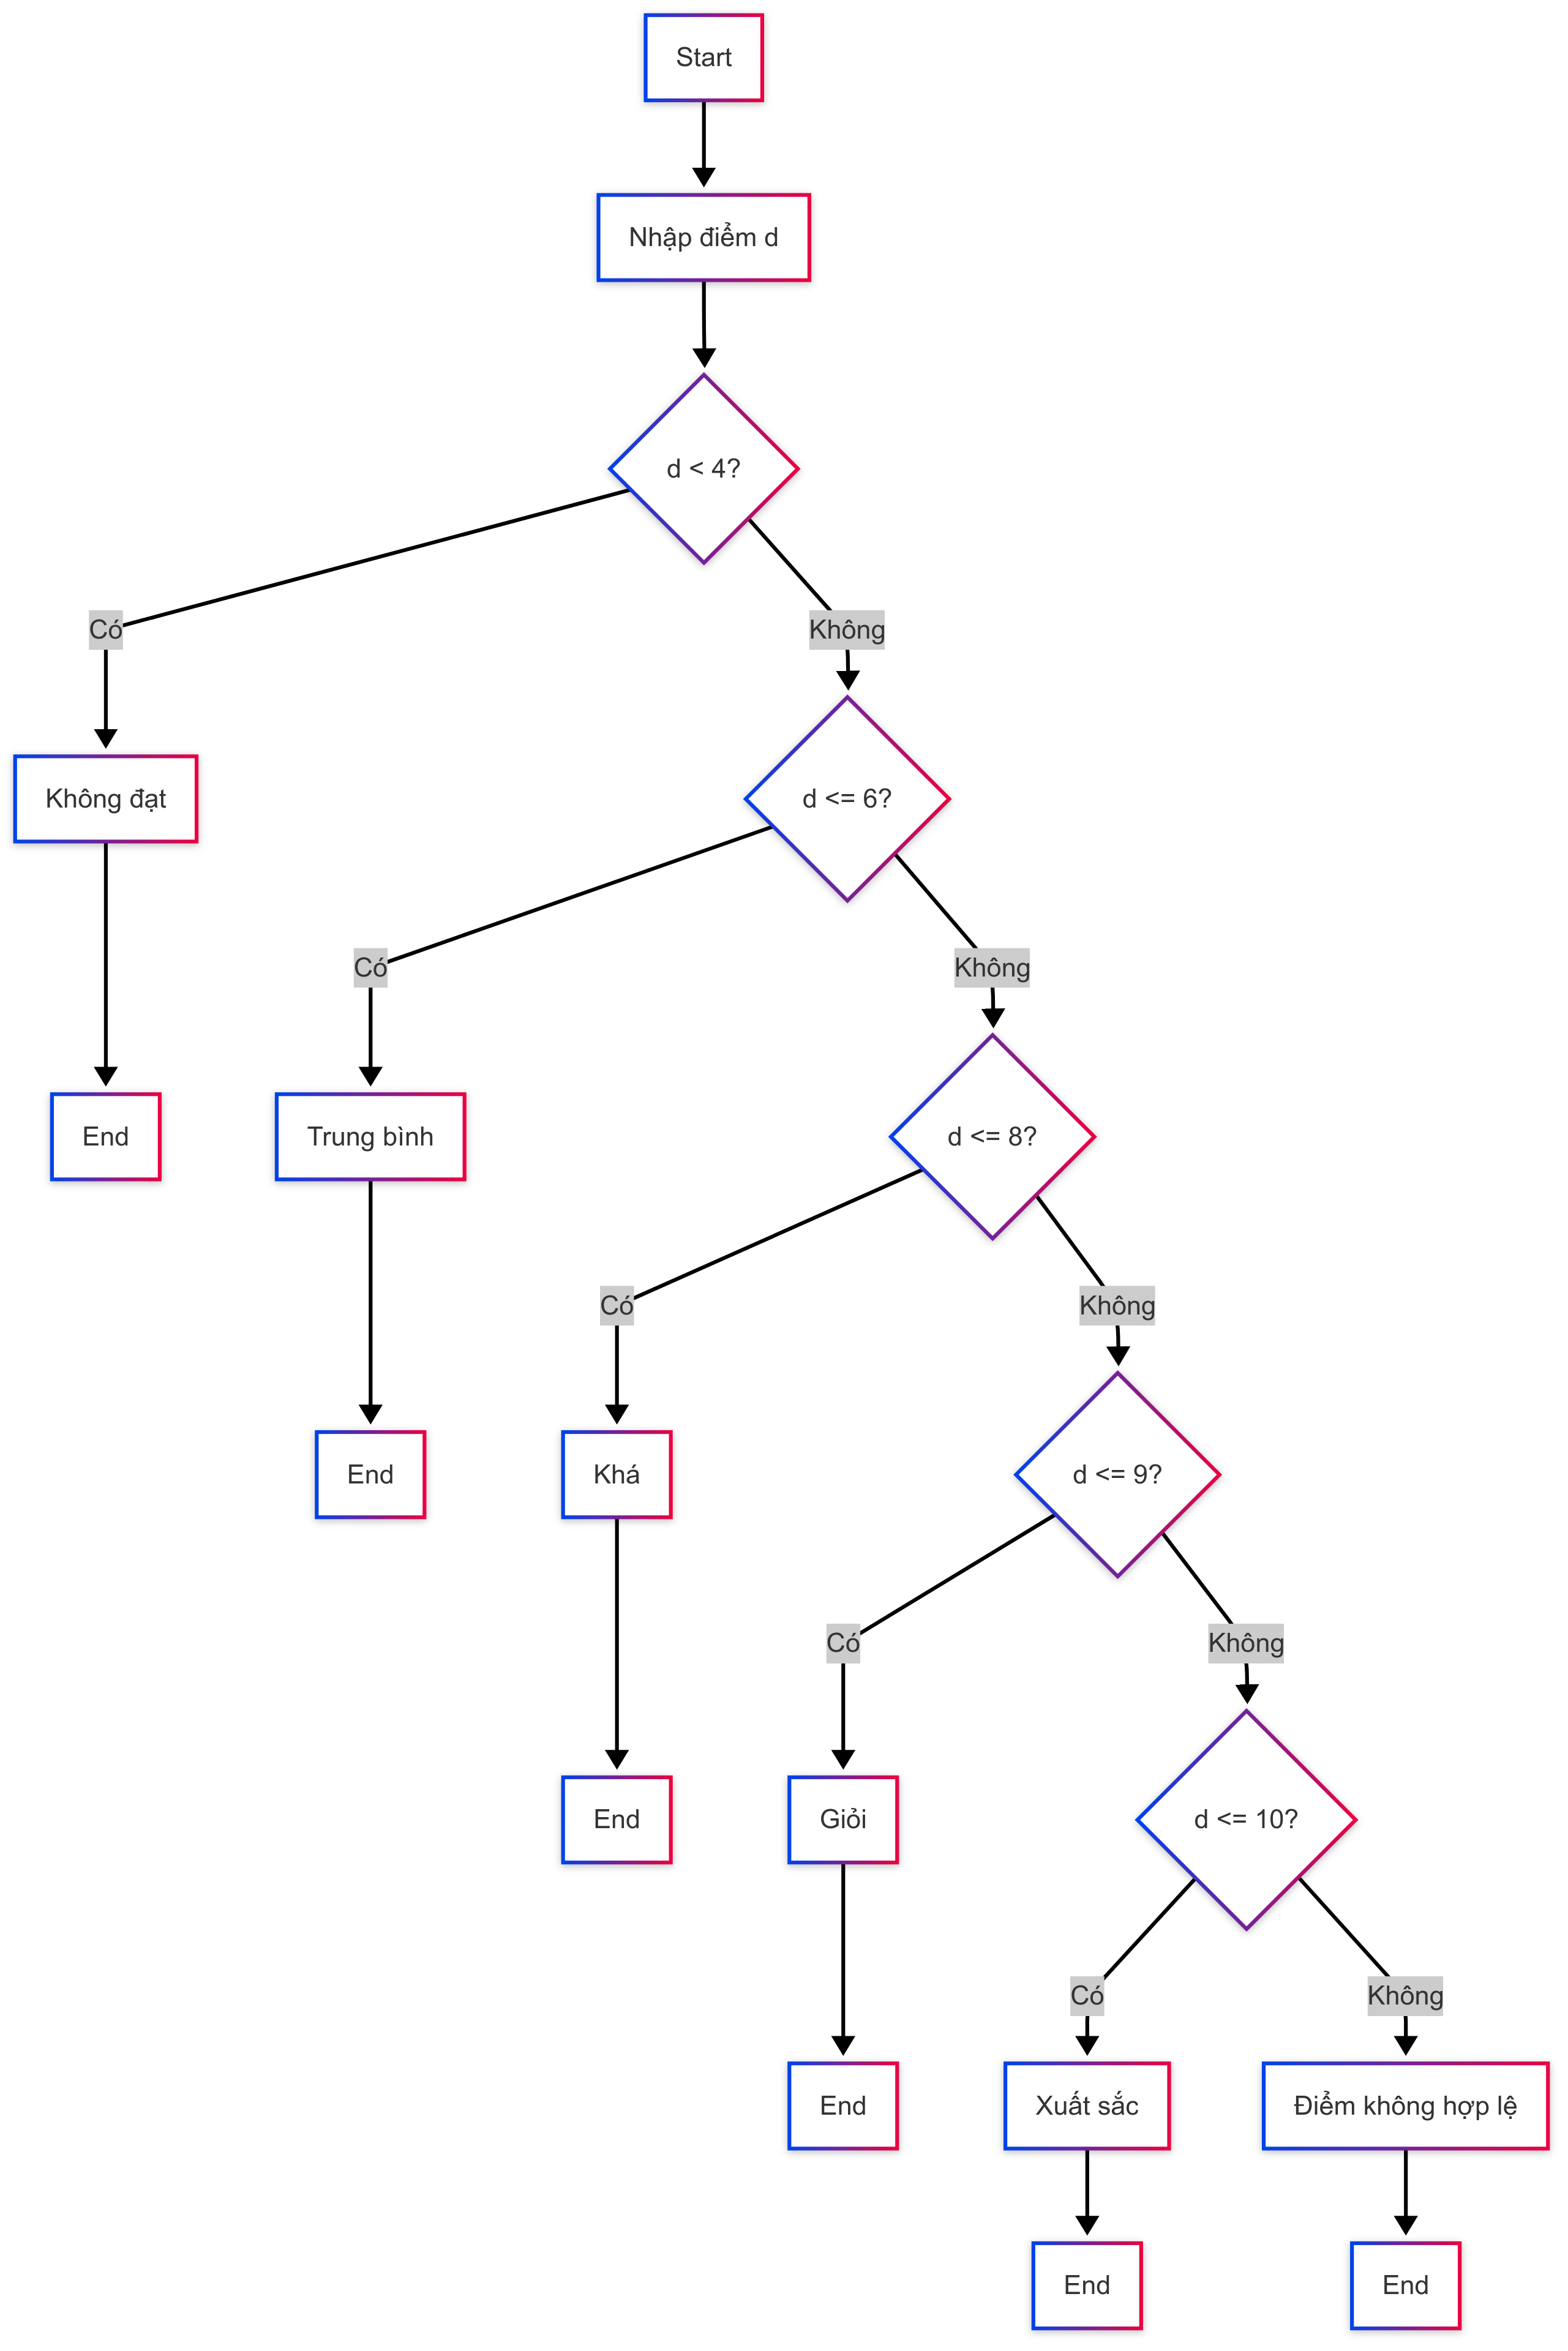 Start
Nhập điểm d
d < 4?
Có
Không
Không đạt
d <= 6?
Có
Không
End
Trung bình
d <= 8?
Có
Không
End
Khá
d <= 9?
Có
Không
End
Giỏi
d <= 10?
Có
Không
End
Xuất sắc
Điểm không hợp lệ
End
End